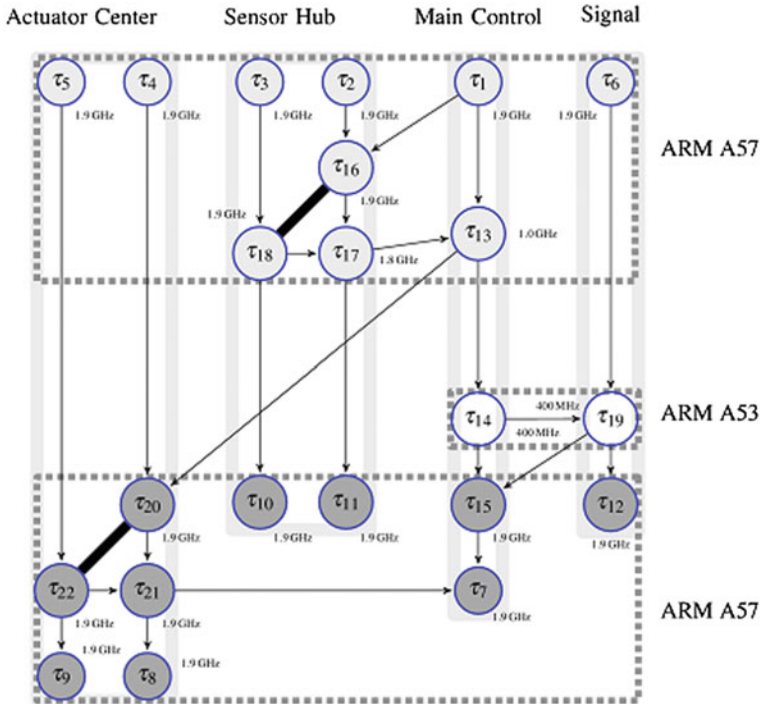 Actuator Center Sensor Hub Main Control Signal
τ5 τ4 τ3 τ2 τ1 τ6
1.9 GHz 1.9 GHz 1.9 GHz 1.9 GHz 1.9 GHz 1.9 GHz
ARM A57
τ16
1.9 GHz
1.9 GHz
τ18 τ17 τ13
1.8 GHz 1.0 GHz
ARM A53
τ14 400 MHz τ19
400 MHz
τ20 τ10 τ11 τ15 τ12
1.9 GHz 1.9 GHz 1.9 GHz 1.9 GHz 1.9 GHz
τ22 τ21 τ7
1.9 GHz 1.9 GHz 1.9 GHz
ARM A57
1.9 GHz 1.9 GHz
τ9 τ8